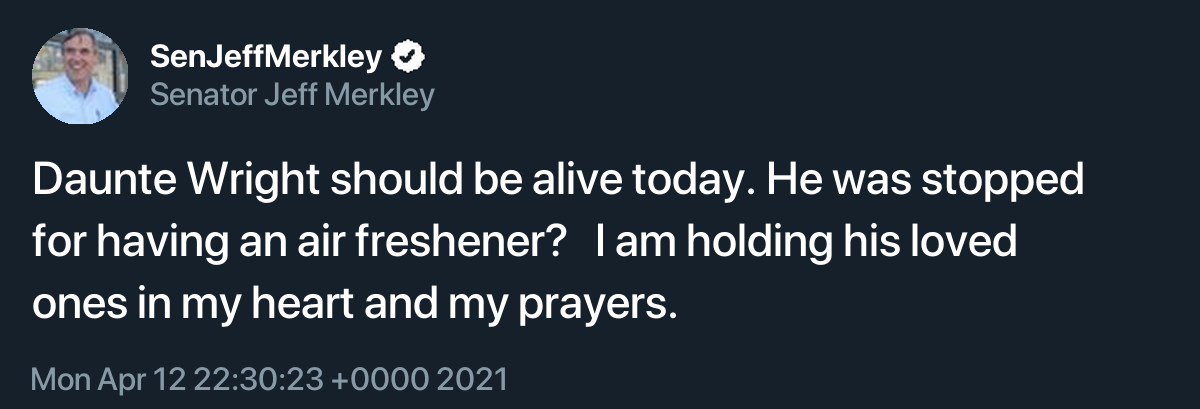 SenJeffMerkley
Senator Jeff Merkley
Daunte Wright should be alive today. He was stopped
for having an air freshener?   I am holding his loved
ones in my heart and my prayers.
Mon Apr 12 22:30:23 +0000 2021